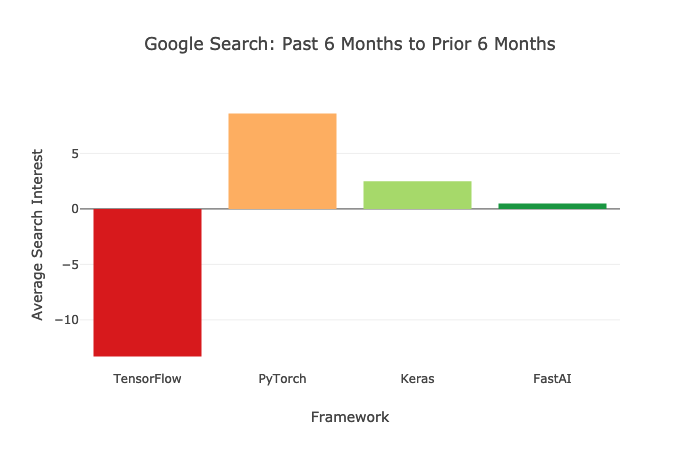 Google Search: Past 6 Months to Prior 6 Months
Average Search Interest
5
0
−5
−10
TensorFlow PyTorch Keras FastAI
Framework